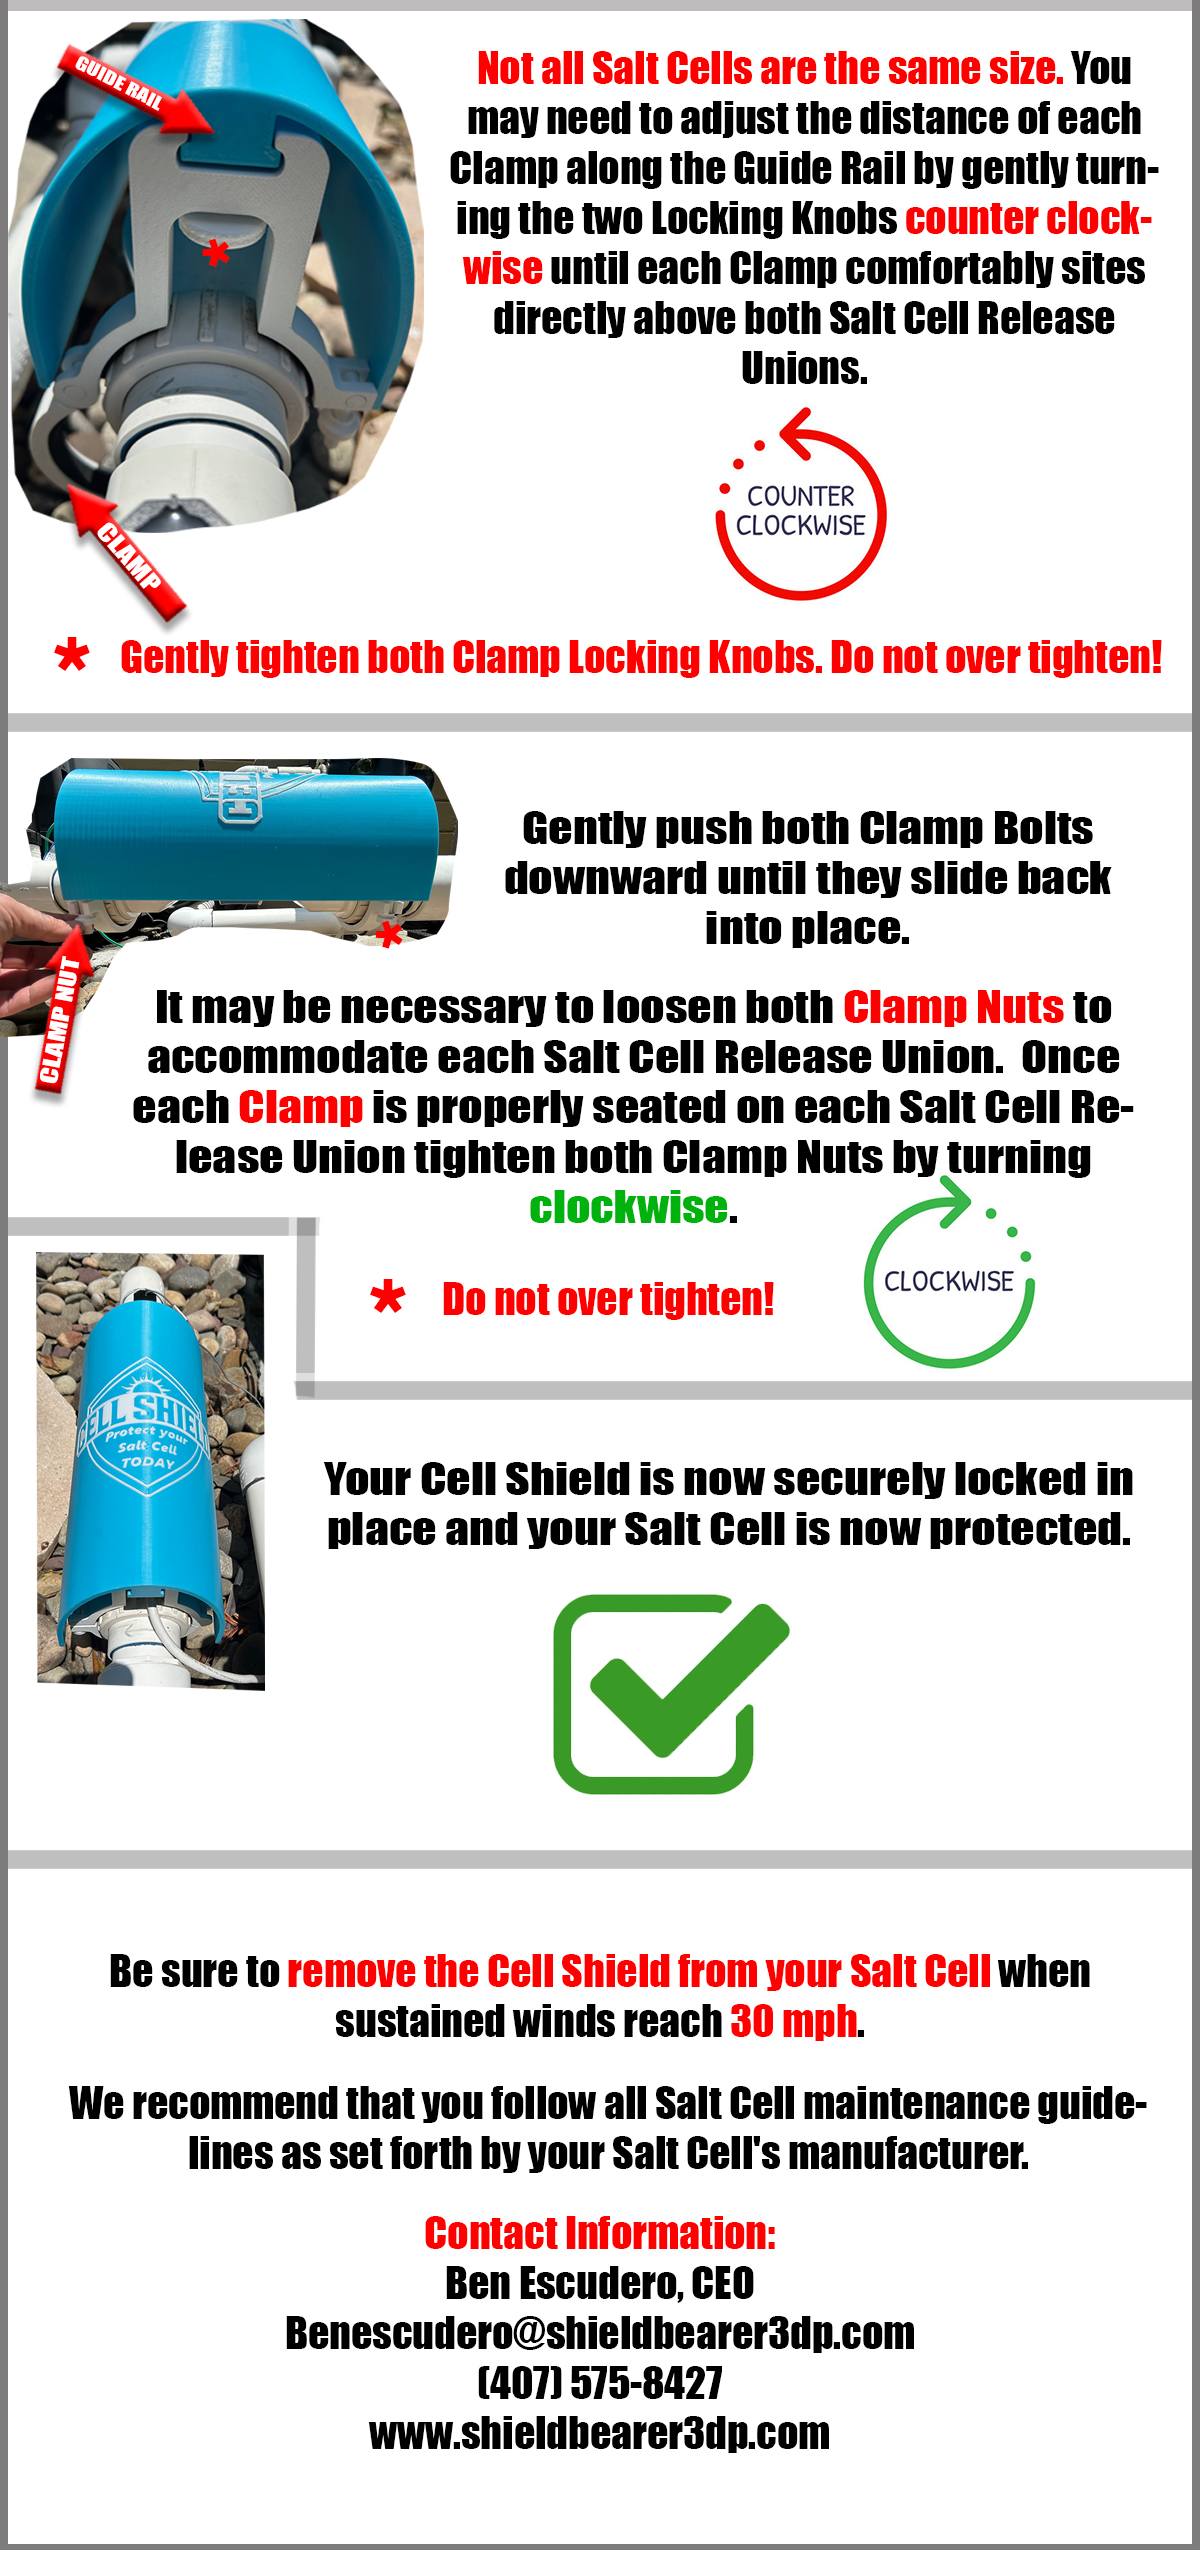 GUIDE RAIL
Not all Salt Cells are the same size. You
may need to adjust the distance of each
Clamp along the Guide Rail by gently turn-
ing the two Locking Knobs counter clock-
wise until each Clamp comfortably sites
directly above both Salt Cell Release
Unions.
COUNTER
CLOCKWISE
CLAMP
* Gently tighten both Clamp Locking Knobs. Do not over tighten!
CEL
Gently push both Clamp Bolts
downward until they slide back
into place.
CLAMP NUT
It may be necessary to loosen both Clamp Nuts to
accommodate each Salt Cell Release Union.  Once
each Clamp is properly seated on each Salt Cell Re-
lease Union tighten both Clamp Nuts by turning
clockwise.
CLOCKWISE
* Do not over tighten!
CELL SHIEL
Protect your
Salt Cell
TODAY
Your Cell Shield is now securely locked in
place and your Salt Cell is now protected.
Be sure to remove the Cell Shield from your Salt Cell when
sustained winds reach 30 mph.
We recommend that you follow all Salt Cell maintenance guide-
lines as set forth by your Salt Cell's manufacturer.
Contact Information:
Ben Escudero, CEO
Benescudero@shieldbearer3dp.com
(407) 575-8427
www.shieldbearer3dp.com